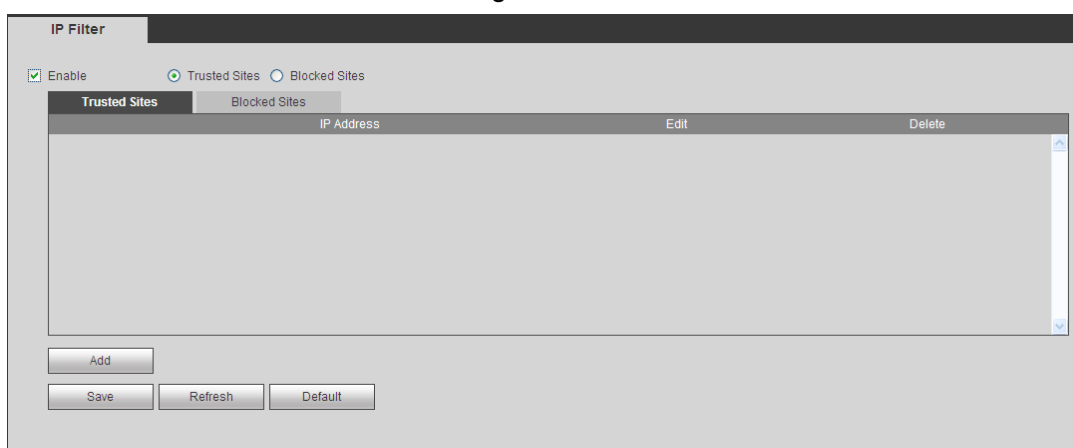 IP Filter
Enable Trusted Sites Blocked Sites
Trusted Sites Blocked Sites
IP Address Edit Delete
Add
Save Refresh Default